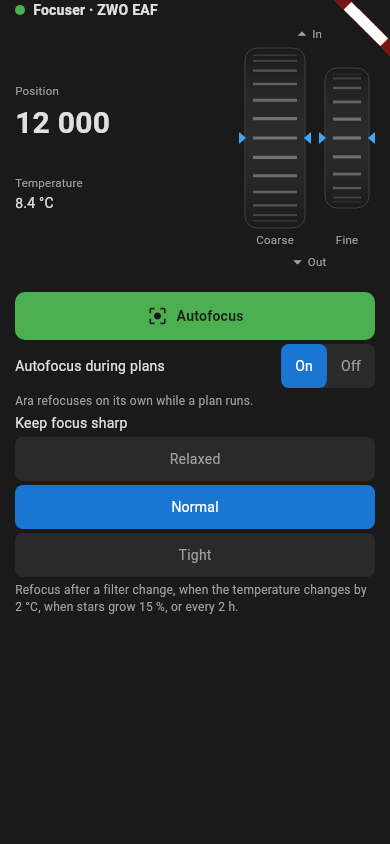 Focuser · ZWO EAF
In
Position
12 000
Temperature
8.4 °C
Coarse
Fine
Out
Autofocus
Autofocus during plans
On
Off
Ara refocuses on its own while a plan runs.
Keep focus sharp
Relaxed
Normal
Tight
Refocus after a filter change, when the temperature changes by
2 °C, when stars grow 15 %, or every 2 h.